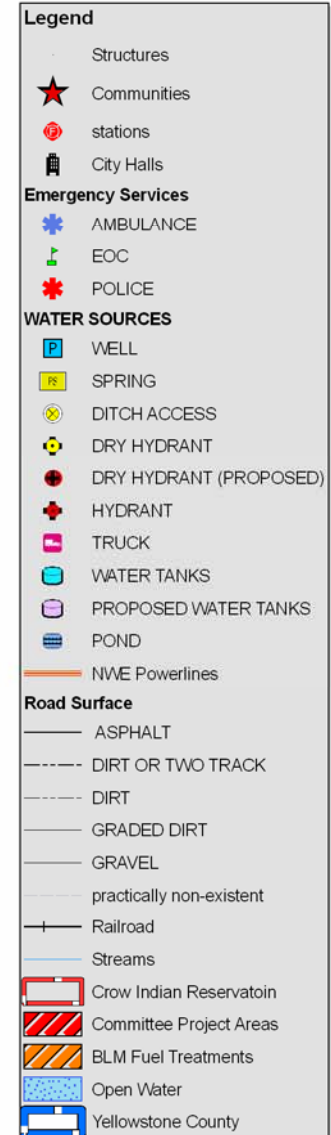 Legend
Structures
Communities
F
stations
City Halls
Emergency Services
AMBULANCE
EOC
POLICE
WATER SOURCES
P WELL
PS SPRING
DITCH ACCESS
DRY HYDRANT
DRY HYDRANT (PROPOSED)
HYDRANT
TRUCK
WATER TANKS
PROPOSED WATER TANKS
POND
NWE Powerlines
Road Surface
ASPHALT
DIRT OR TWO TRACK
DIRT
GRADED DIRT
GRAVEL
practically non-existent
Railroad
Streams
Crow Indian Reservatoin
Committee Project Areas
BLM Fuel Treatments
Open Water
Yellowstone County